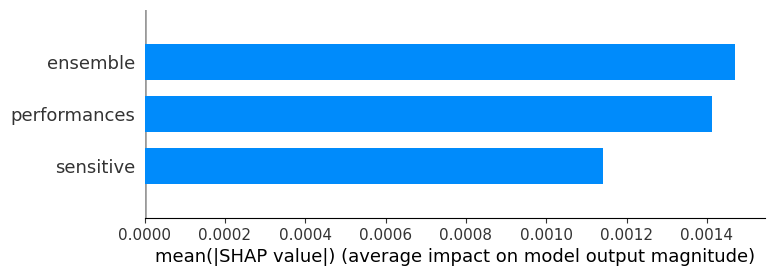 ensemble
performances
sensitive
0.0000 0.0002 0.0004 0.0006 0.0008 0.0010 0.0012 0.0014
mean(|SHAP value|) (average impact on model output magnitude)